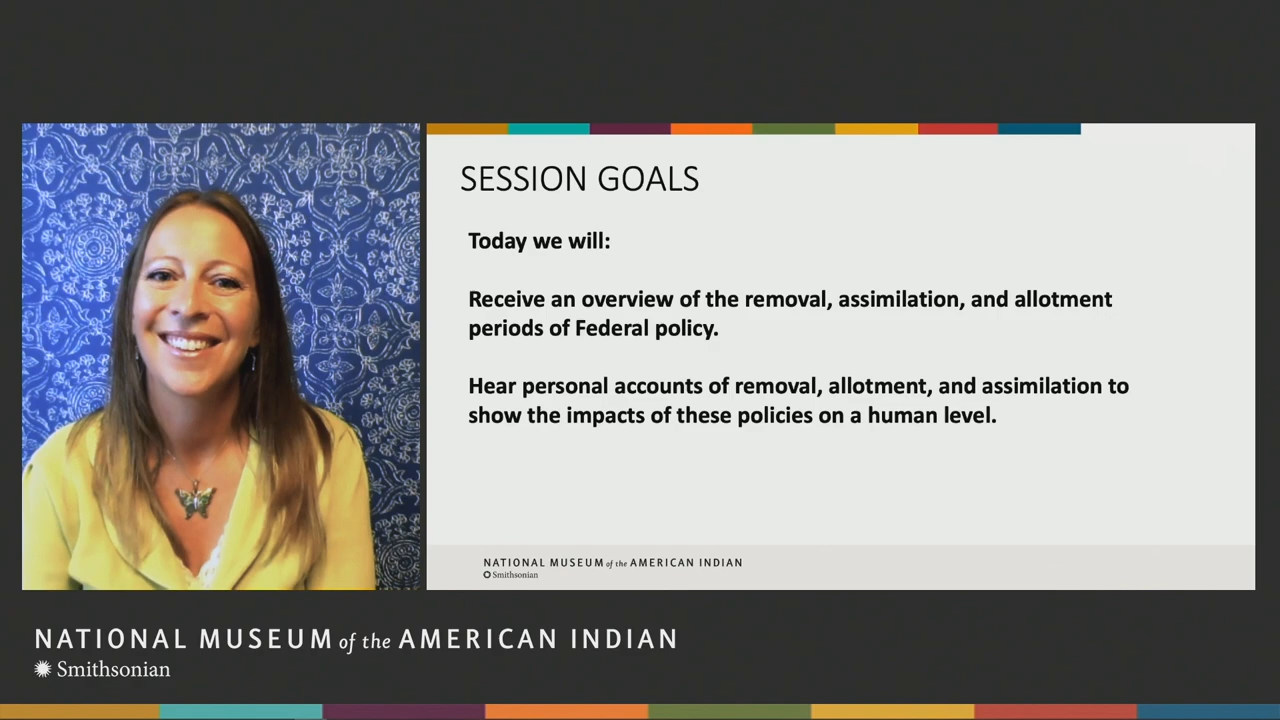 SESSION GOALS
Today we will:
Receive an overview of the removal, assimilation, and allotment
periods of Federal policy.
Hear personal accounts of removal, allotment, and assimilation to
show the impacts of these policies on a human level.
NATIONAL MUSEUM of the AMERICAN INDIAN
Smithsonian
NATIONAL MUSEUM of the AMERICAN INDIAN
Smithsonian